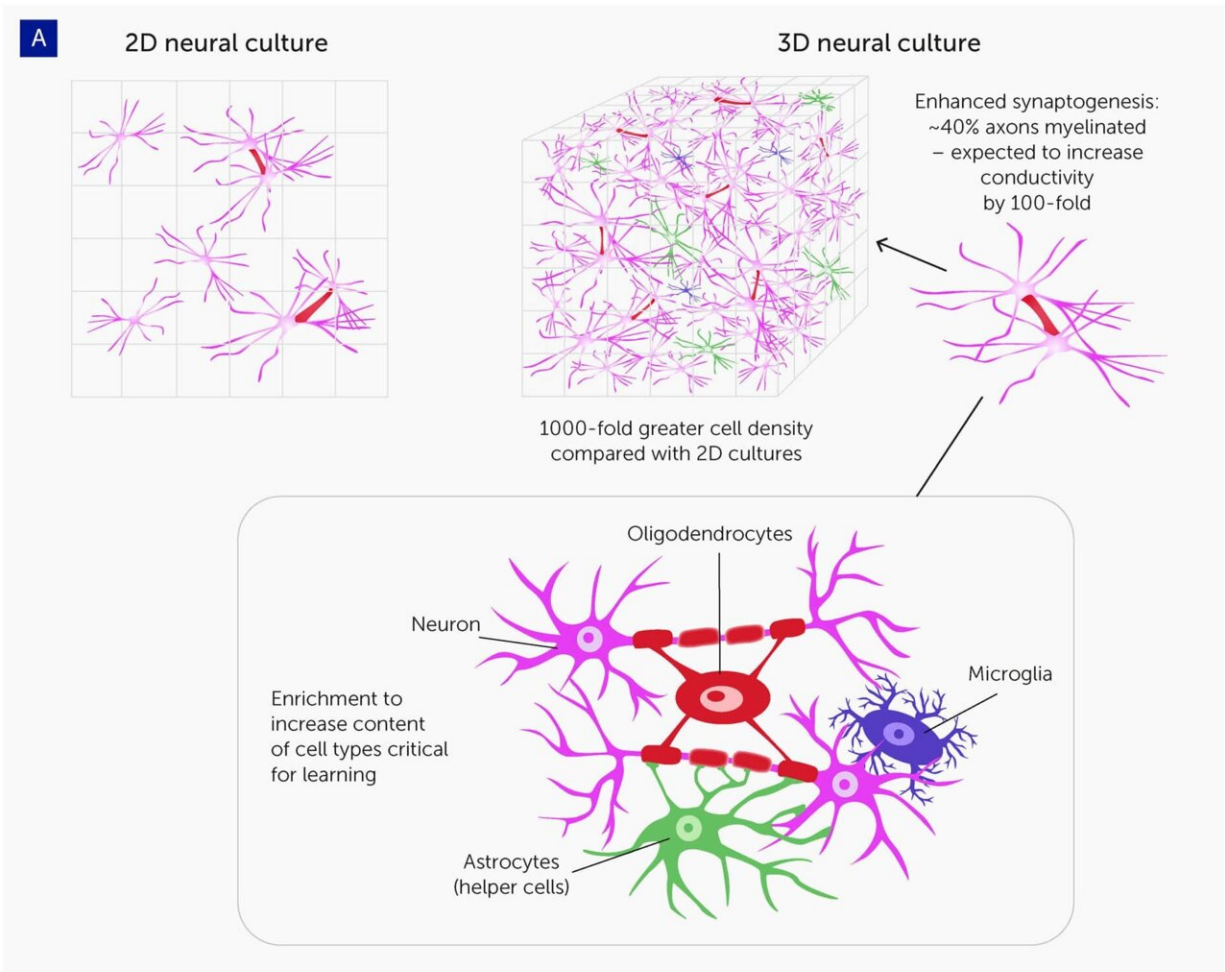 A
2D neural culture
3D neural culture
Enhanced synaptogenesis:
~40% axons myelinated
– expected to increase
conductivity
by 100-fold
1000-fold greater cell density
compared with 2D cultures
Oligodendrocytes
Neuron
Microglia
Enrichment to
increase content
of cell types critical
for learning
Astrocytes
(helper cells)